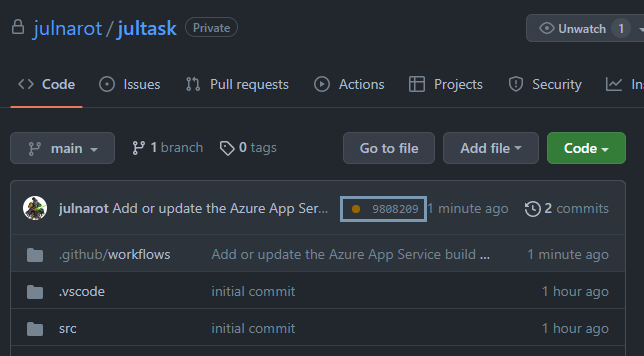 julnarot / jultask Private Unwatch 1
Code Issues Pull requests Actions Projects Security In
main 1 branch 0 tags Go to file Add file Code
julnarot Add or update the Azure App Ser... 9808209 1 minute ago 2 commits
.github/workflows Add or update the Azure App Service build ... 1 minute ago
.vscode initial commit 1 hour ago
src initial commit 1 hour ago